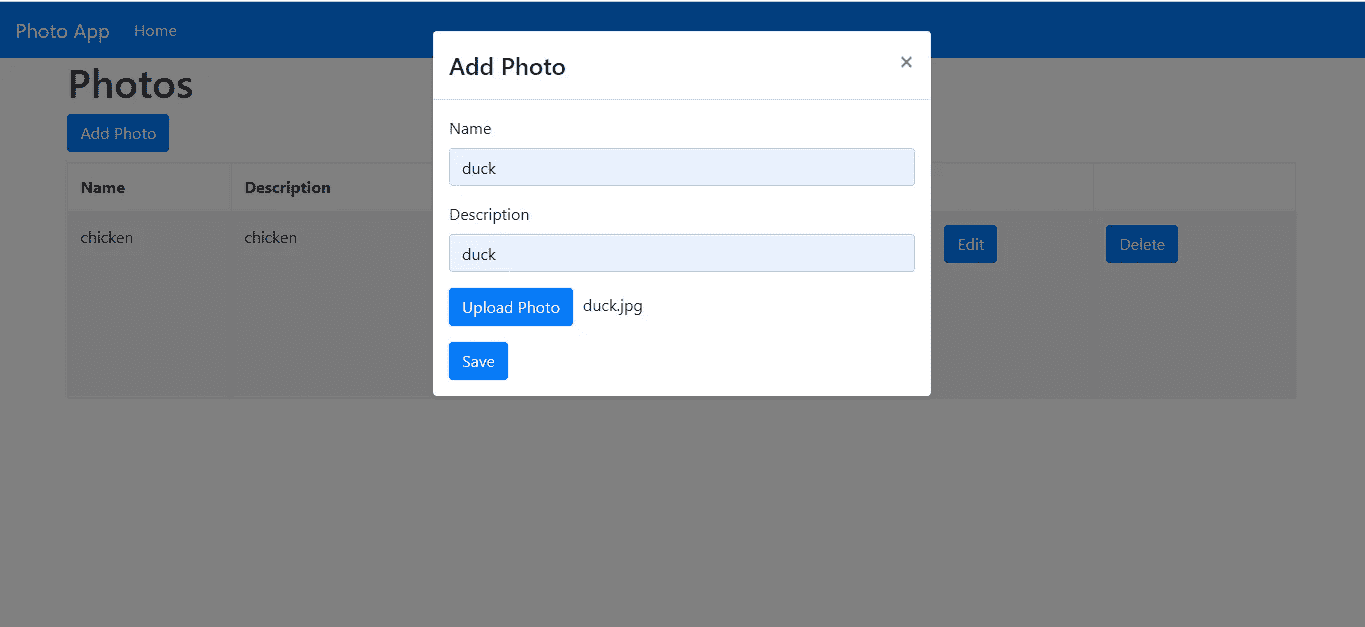 Photo App Home
Photos
Add Photo
Name Description
chicken chicken Edit Delete
Add Photo ×
Name
duck
Description
duck
Upload Photo duck.jpg
Save